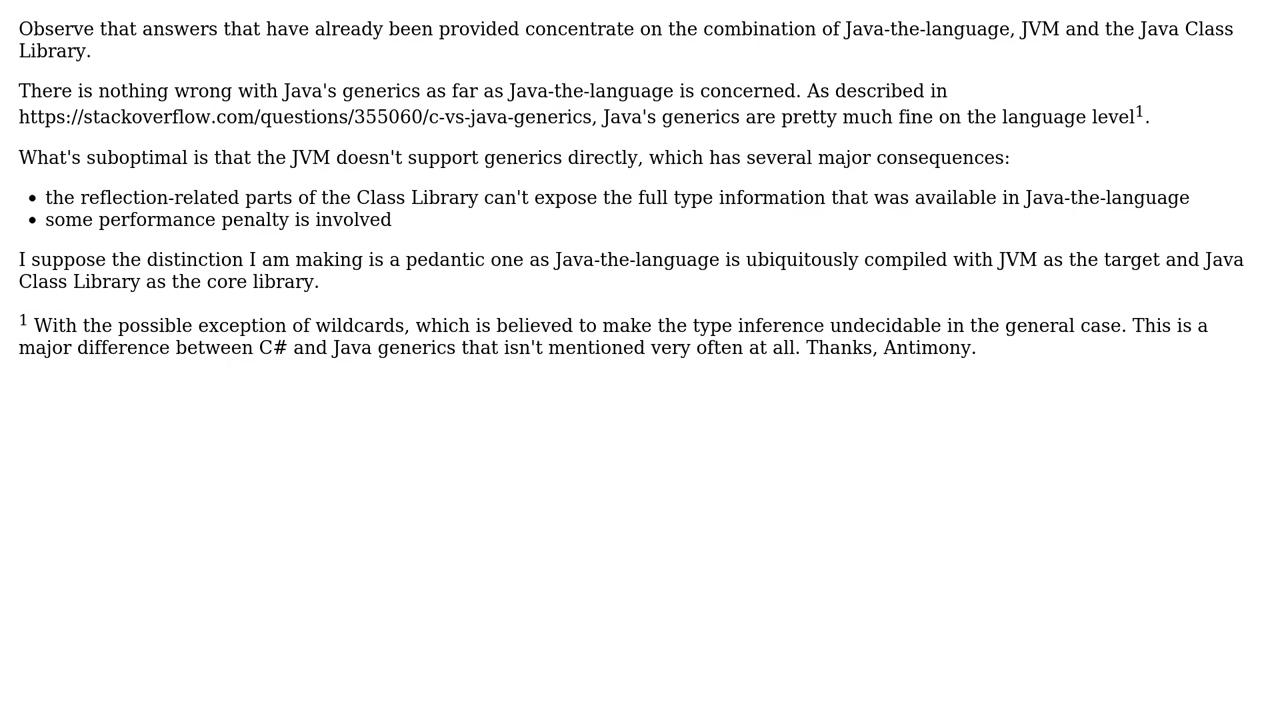 Observe that answers that have already been provided concentrate on the combination of Java-the-language, JVM and the Java Class
Library.
There is nothing wrong with Java's generics as far as Java-the-language is concerned. As described in
https://stackoverflow.com/questions/355060/c-vs-java-generics, Java's generics are pretty much fine on the language level1.
What's suboptimal is that the JVM doesn't support generics directly, which has several major consequences:
• the reflection-related parts of the Class Library can't expose the full type information that was available in Java-the-language
• some performance penalty is involved
I suppose the distinction I am making is a pedantic one as Java-the-language is ubiquitously compiled with JVM as the target and Java
Class Library as the core library.
1 With the possible exception of wildcards, which is believed to make the type inference undecidable in the general case. This is a
major difference between C# and Java generics that isn't mentioned very often at all. Thanks, Antimony.